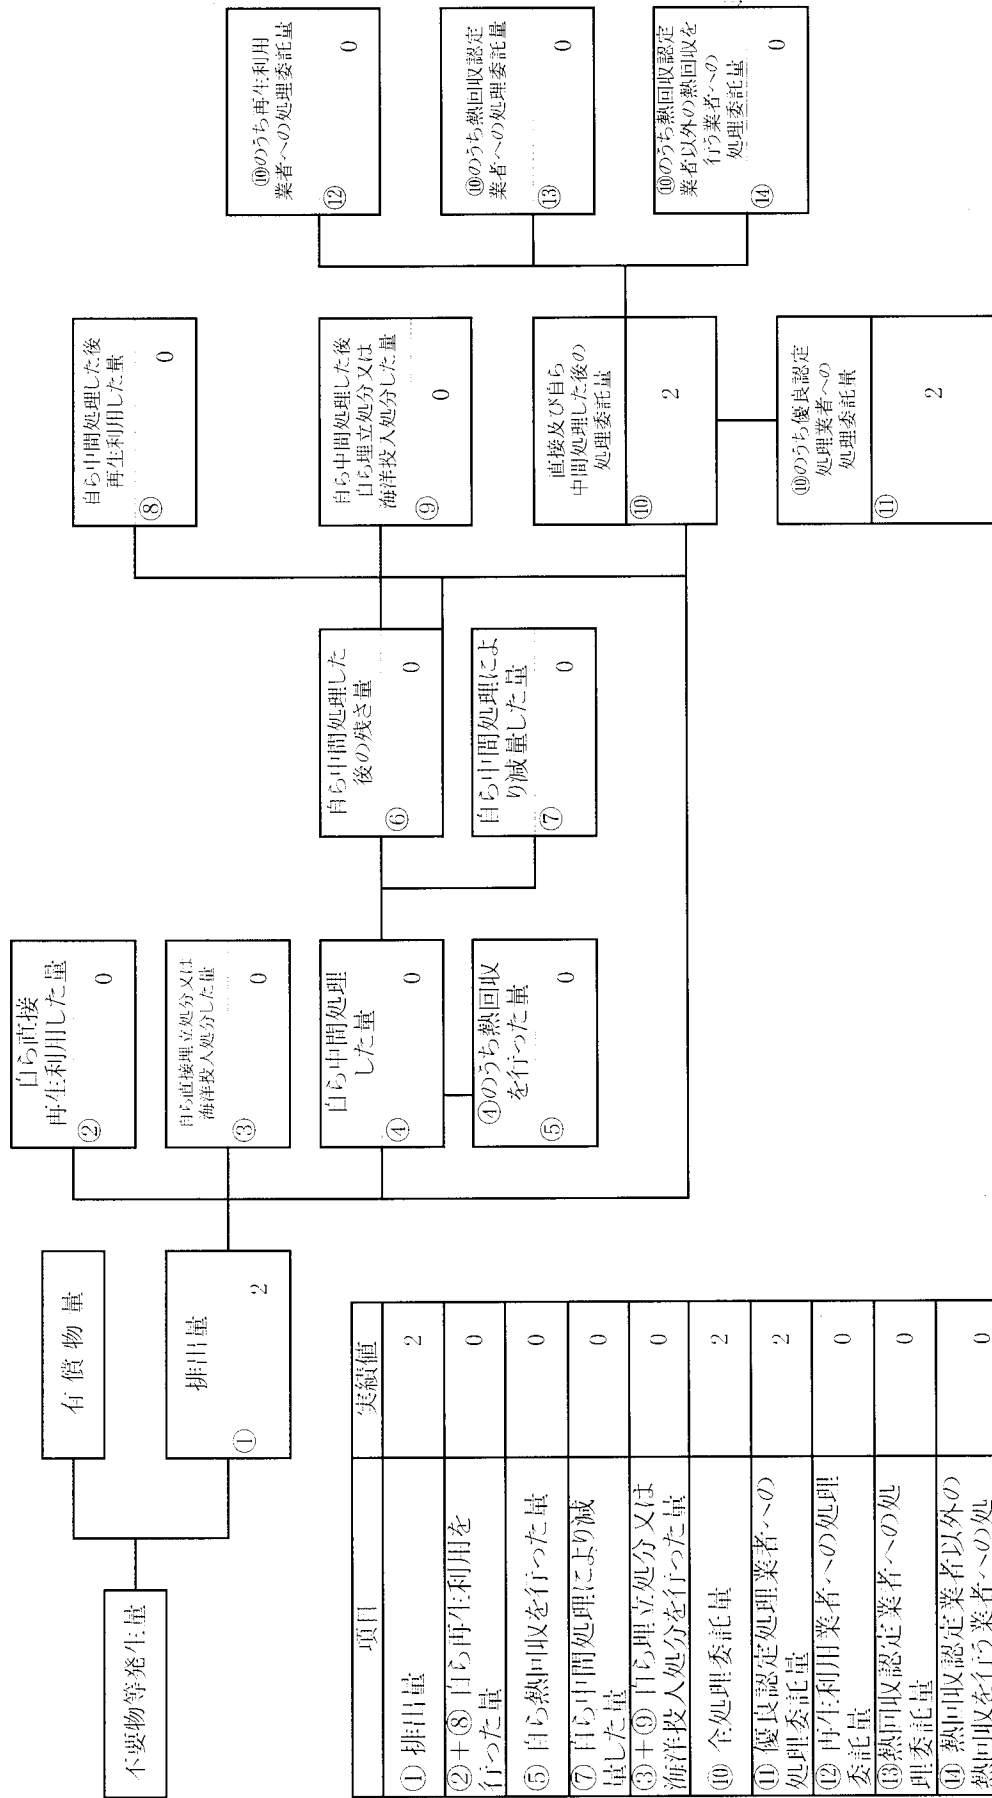 不要物等発生量
有 償 物 量
排出量
①
2
自ら直接
再生利用した量
②
0
自ら直接埋立処分又は
海洋投入処分した量
③
0
自ら中間処理
した量
④
0
④のうち熱回収
を行った量
⑤
0
自ら中間処理した
後の残さ量
⑥
0
自ら中間処理によ
り減量した量
⑦
0
自ら中間処理した後
再生利用した量
⑧
0
自ら中間処理した後
自ら埋立処分又は
海洋投入処分した量
⑨
0
直接及び自ら
中間処理した後の
処理委託量
⑩
2
⑩のうち優良認定
処理業者への
処理委託量
⑪
2
⑩のうち再生利用
業者への処理委託量
⑫
0
⑩のうち熱回収認定
業者への処理委託量
⑬
0
⑩のうち熱回収認定
業者以外の熱回収を
行う業者への
処理委託量
⑭
0
項目 実績値
① 排出量 2
②+⑧ 自ら再生利用を
行った量 0
⑤ 自ら熱回収を行った量 0
⑦ 自ら中間処理により減
量した量 0
③+⑨ 自ら埋立処分又は
海洋投入処分を行った量 0
⑩ 全処理委託量 2
⑪ 優良認定処理業者への
処理委託量 2
⑫ 再生利用業者への処理
委託量 0
⑬熱回収認定業者への処
理委託量 0
⑭ 熱回収認定業者以外の
熱回収を行う業者への処 0